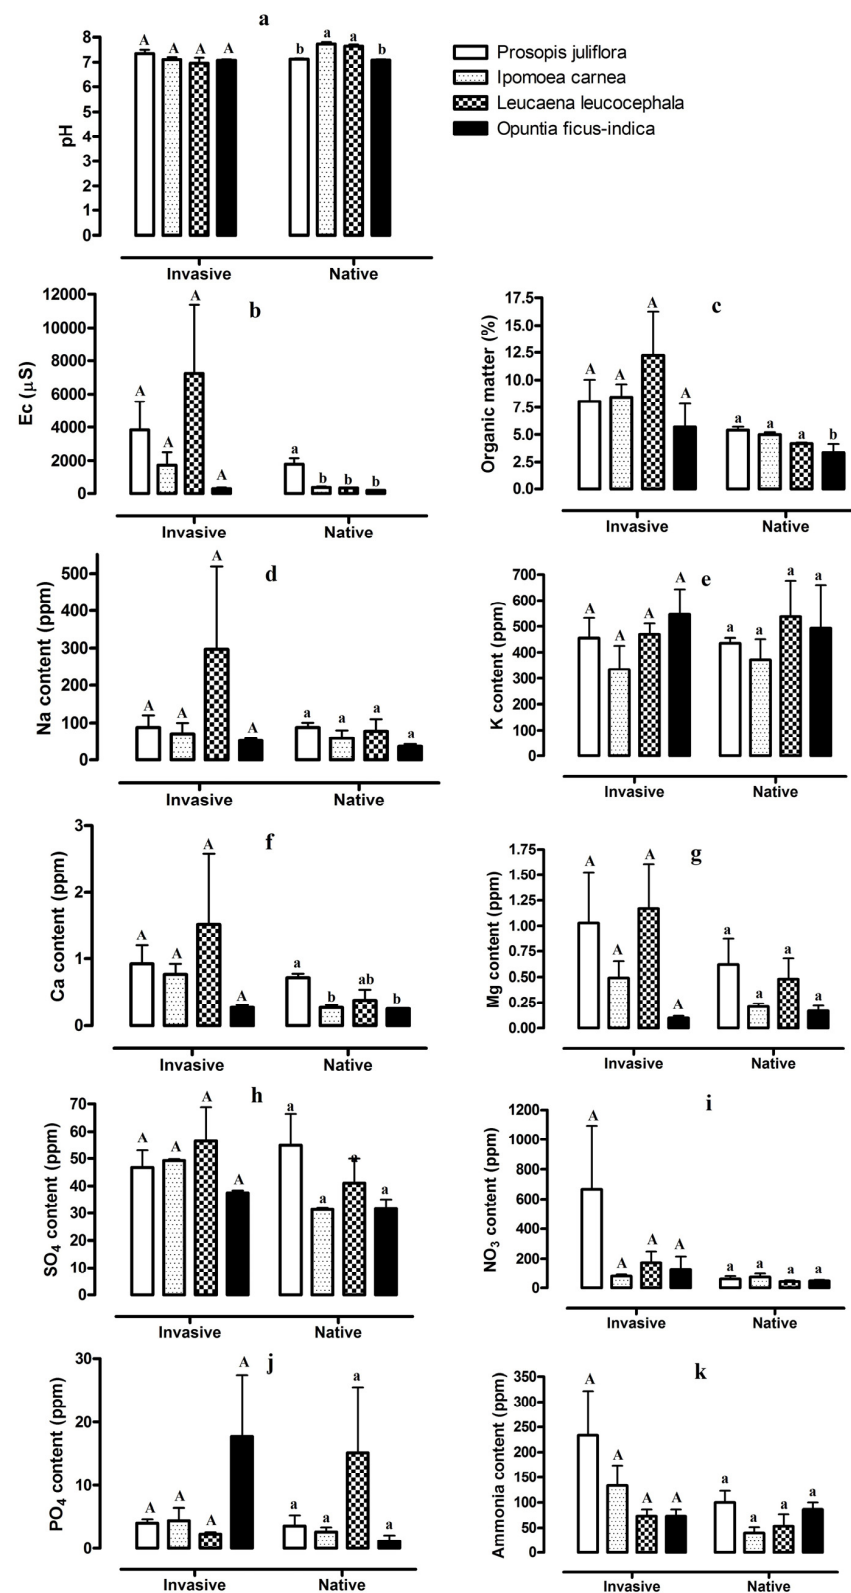 a
8
7
6
5
4
3
2
1
0
pH
A A A A
b a a b
Invasive Native
Prosopis juliflora
Ipomoea carnea
Leucaena leucocephala
Opuntia ficus-indica
b
12000
10000
8000
6000
4000
2000
0
Ec (μS)
A A A A
a b b b
Invasive Native
c
17.5
15.0
12.5
10.0
7.5
5.0
2.5
0.0
Organic matter (%)
A A A A
a a a b
Invasive Native
d
500
400
300
200
100
0
Na content (ppm)
A A A A
a a a a
Invasive Native
e
700
600
500
400
300
200
100
0
K content (ppm)
A A A A
a a a a
Invasive Native
f
3
2
1
0
Ca content (ppm)
A A A A
a b ab b
Invasive Native
g
1.75
1.50
1.25
1.00
0.75
0.50
0.25
0.00
Mg content (ppm)
A A A A
a a a a
Invasive Native
h
70
60
50
40
30
20
10
0
SO4 content (ppm)
A A A A
a a a a
Invasive Native
i
1200
1000
800
600
400
200
0
NO3 content (ppm)
A A A A
a a a a
Invasive Native
j
30
20
10
0
PO4 content (ppm)
A A A A
a a a a
Invasive Native
k
350
300
250
200
150
100
50
0
Ammonia content (ppm)
A A A A
a a a a
Invasive Native